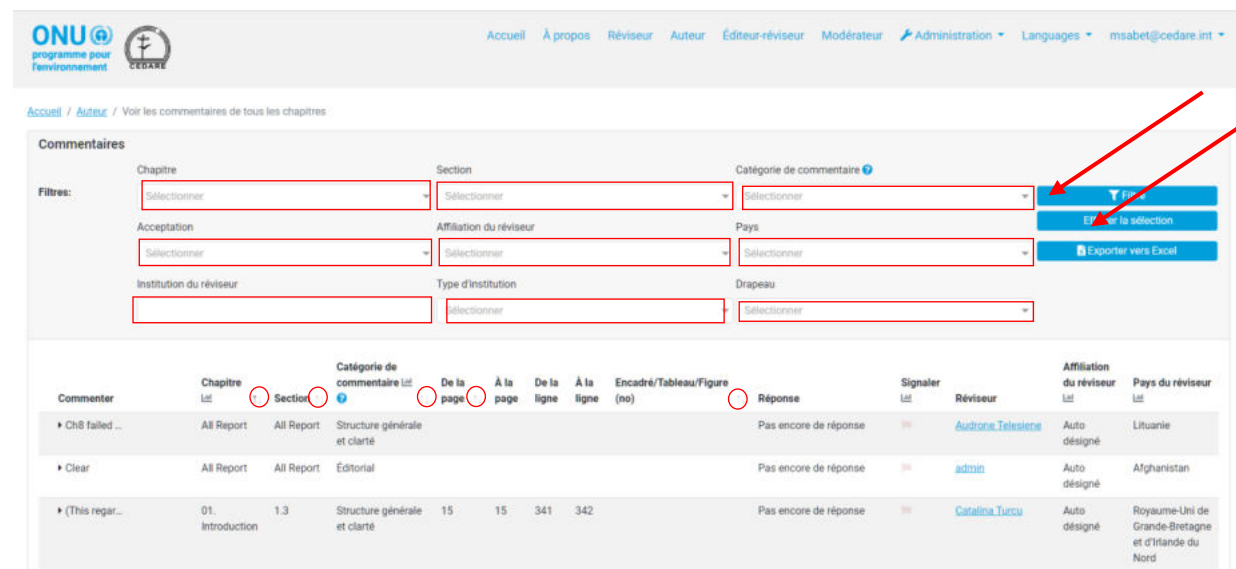 ONU
programme pour
l'environnement
CEDARE
Accueil À propos Réviseur Auteur Éditeur-réviseur Modérateur Administration Languages msabet@cedare.int
Accueil / Auteur / Voir les commentaires de tous les chapitres
Commentaires
Chapitre Section Catégorie de commentaire
Filtres: Sélectionner Sélectionner Sélectionner
la sélection
Acceptation Affiliation du réviseur Pays
Sélectionner Sélectionner Sélectionner Exporter vers Excel
Institution du réviseur Type d'institution Drapeau
Sélectionner Sélectionner
Catégorie de Affiliation
Chapitre commentaire De la À la De la À la Encadré/Tableau/Figure Signaler du réviseur Pays du réviseur
Commenter Section page page ligne ligne (no) Réponse Réviseur
Ch8 failed ... All Report All Report Structure générale Pas encore de réponse Audrone Telesiene Auto Lituanie
et clarté désigné
Clear All Report All Report Éditorial Pas encore de réponse admin Auto Afghanistan
désigné
(This regar... 01. 1.3 Structure générale 15 15 341 342 Pas encore de réponse Catalina Turcu Auto Royaume-Uni de
Introduction et clarté désigné Grande-Bretagne
et d'Irlande du
Nord